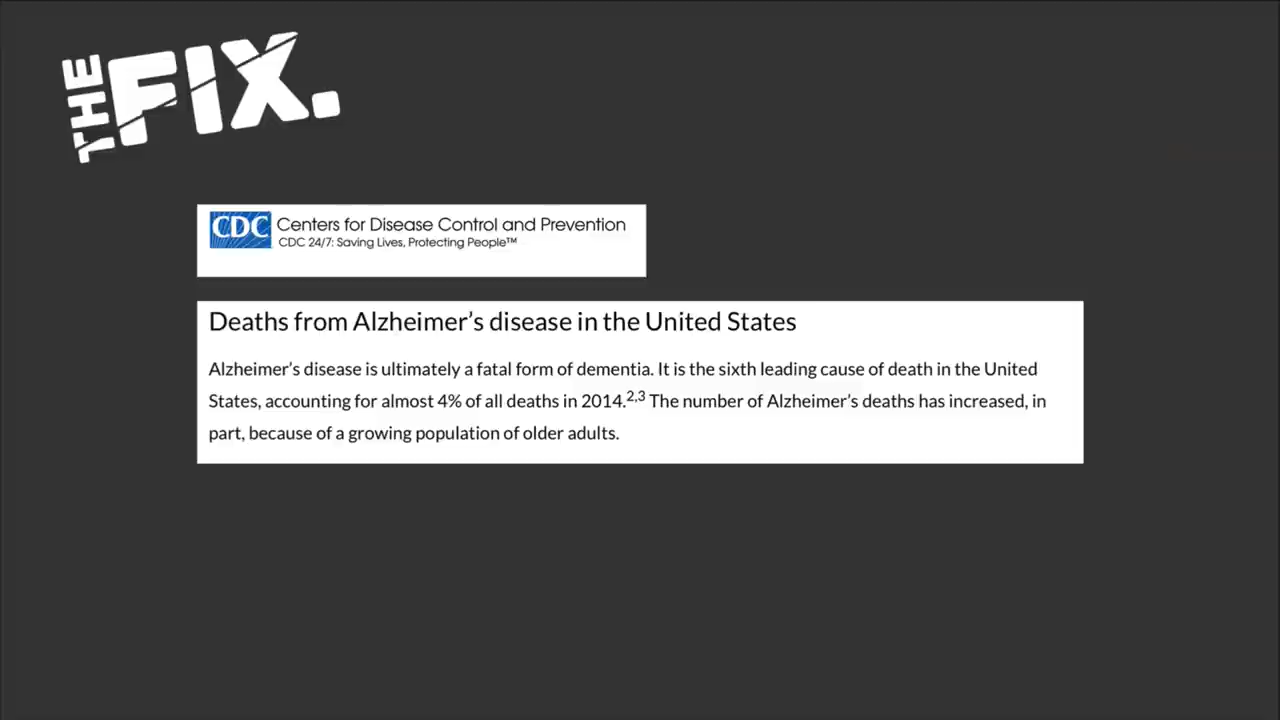 THE FIX.
CDC Centers for Disease Control and Prevention
CDC 24/7: Saving Lives, Protecting People™
Deaths from Alzheimer’s disease in the United States
Alzheimer’s disease is ultimately a fatal form of dementia. It is the sixth leading cause of death in the United
States, accounting for almost 4% of all deaths in 2014.2,3 The number of Alzheimer’s deaths has increased, in
part, because of a growing population of older adults.